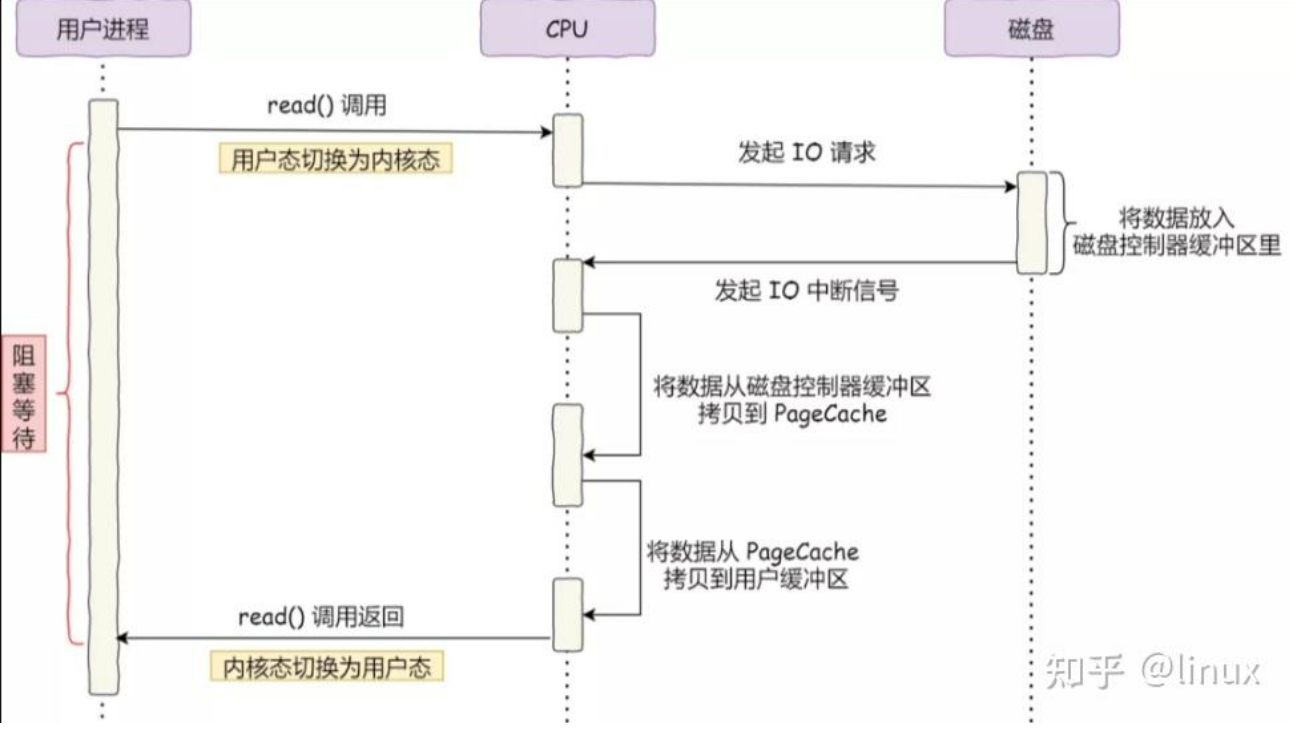 用户进程
CPU
磁盘
read() 调用
用户态切换为内核态
发起 IO 请求
将数据放入
磁盘控制器缓冲区里
发起 IO 中断信号
阻塞等待
将数据从磁盘控制器缓冲区
拷贝到 PageCache
将数据从 PageCache
拷贝到用户缓冲区
read() 调用返回
内核态切换为用户态
知乎 @linux